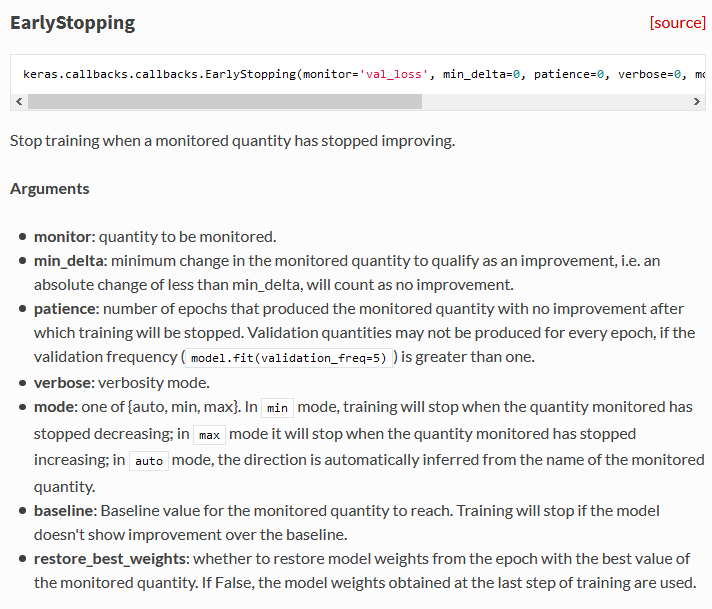 EarlyStopping
[source]
keras.callbacks.callbacks.EarlyStopping(monitor='val_loss', min_delta=0, patience=0, verbose=0, mo
Stop training when a monitored quantity has stopped improving.
Arguments
monitor: quantity to be monitored.
min_delta: minimum change in the monitored quantity to qualify as an improvement, i.e. an
absolute change of less than min_delta, will count as no improvement.
patience: number of epochs that produced the monitored quantity with no improvement after
which training will be stopped. Validation quantities may not be produced for every epoch, if the
validation frequency ( model.fit(validation_freq=5) ) is greater than one.
verbose: verbosity mode.
mode: one of {auto, min, max}. In min mode, training will stop when the quantity monitored has
stopped decreasing; in max mode it will stop when the quantity monitored has stopped
increasing; in auto mode, the direction is automatically inferred from the name of the monitored
quantity.
baseline: Baseline value for the monitored quantity to reach. Training will stop if the model
doesn't show improvement over the baseline.
restore_best_weights: whether to restore model weights from the epoch with the best value of
the monitored quantity. If False, the model weights obtained at the last step of training are used.